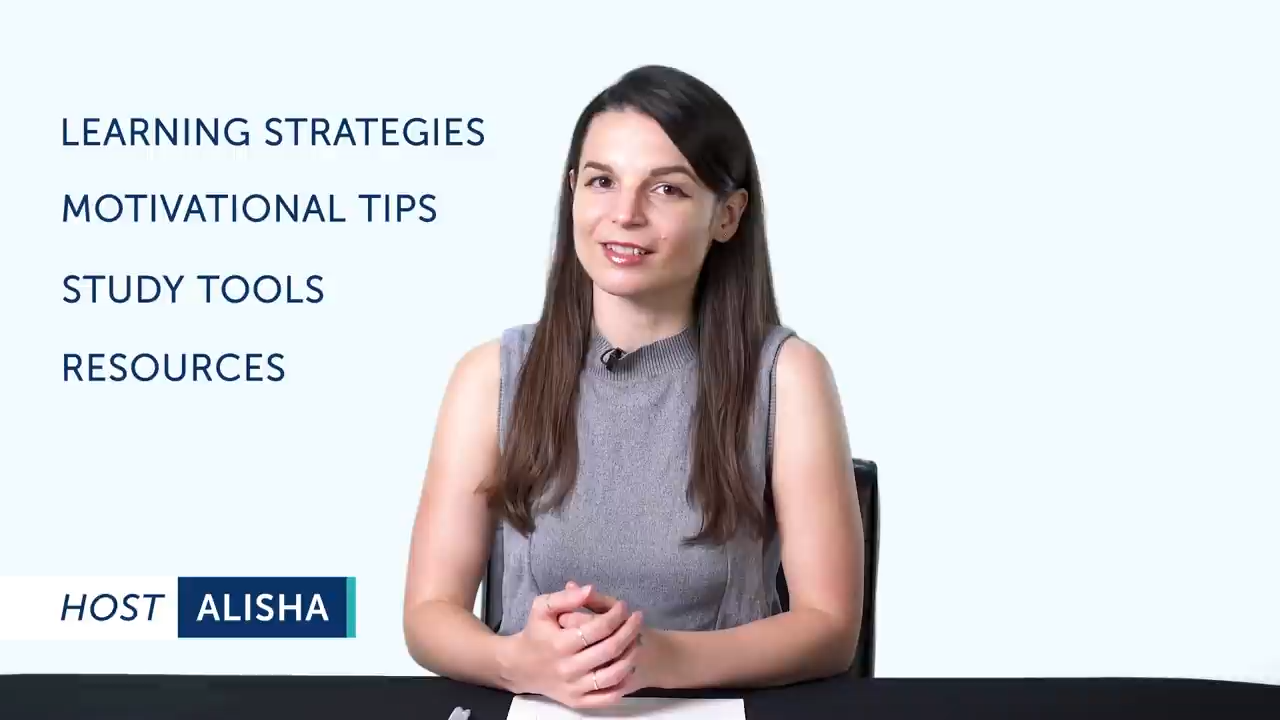 LEARNING STRATEGIES
MOTIVATIONAL TIPS
STUDY TOOLS
RESOURCES
HOST ALISHA